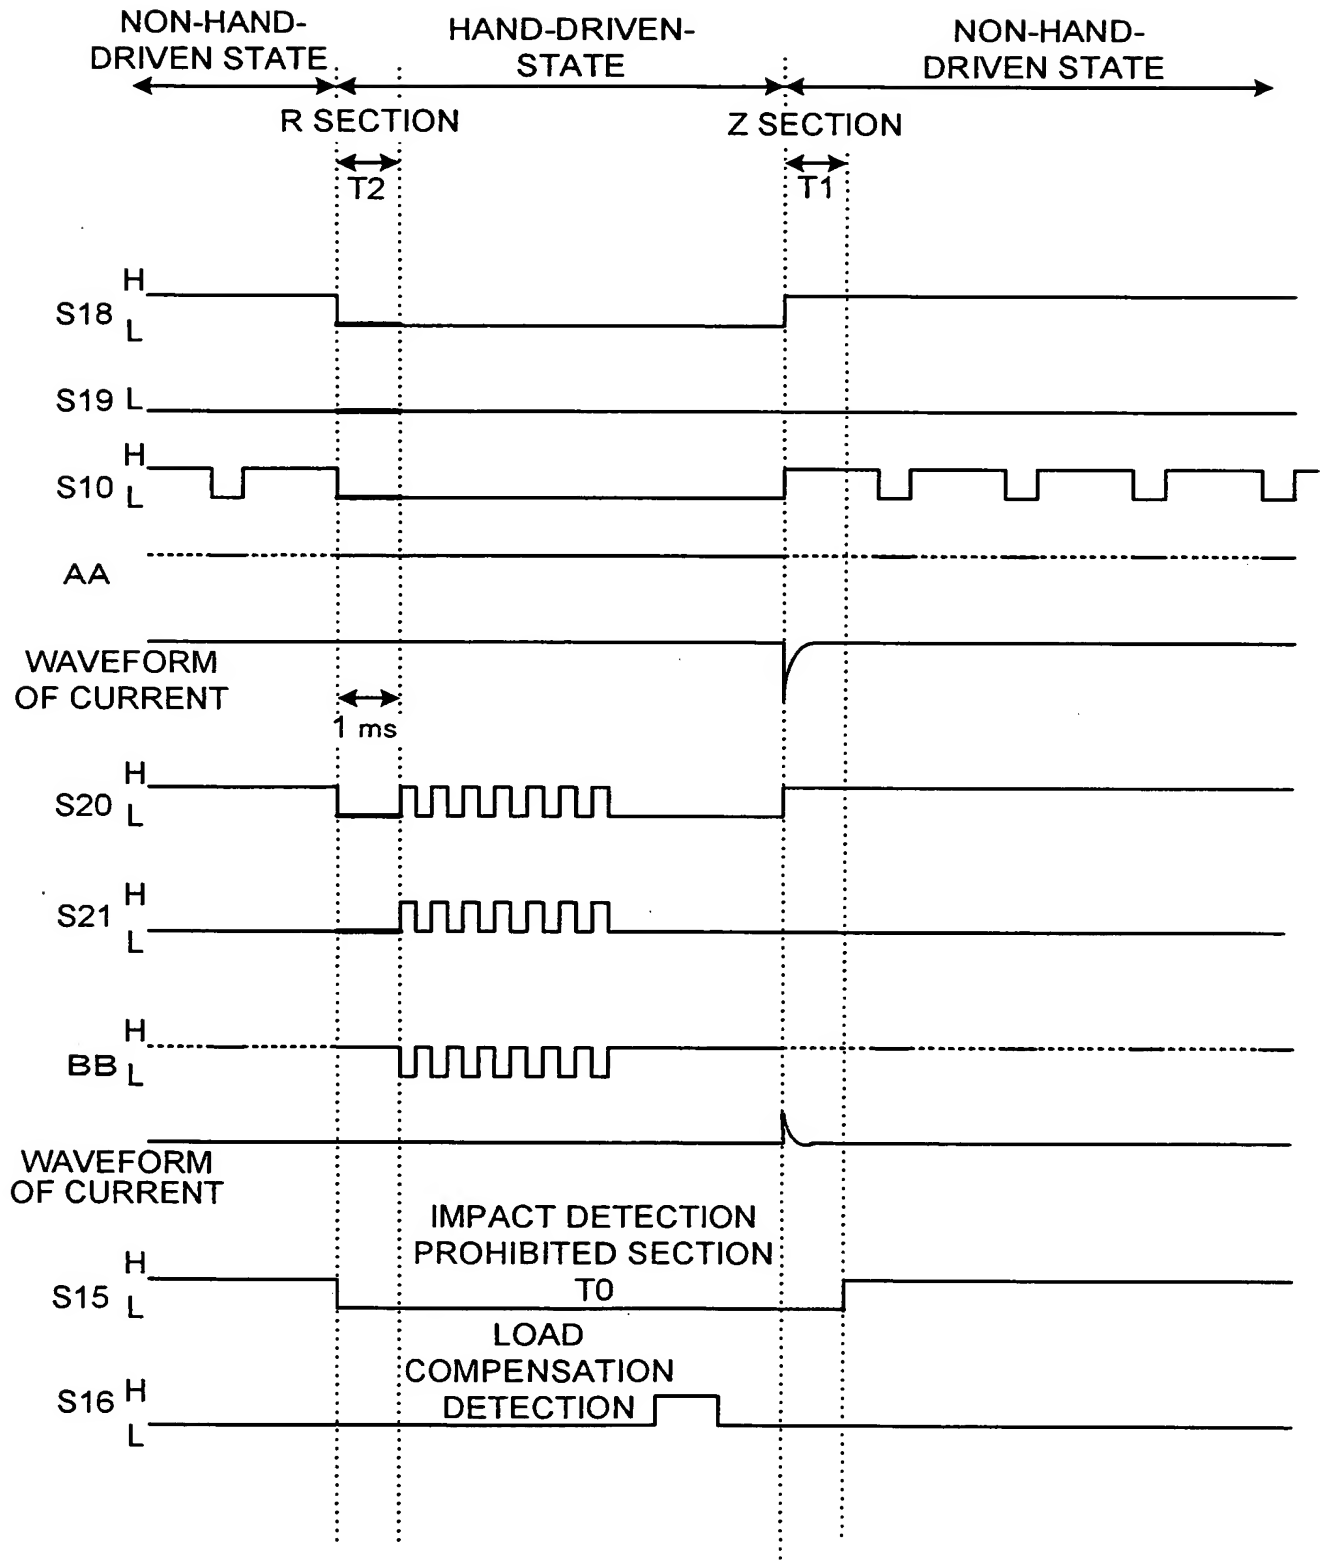 NON-HAND-
DRIVEN STATE
HAND-DRIVEN-
STATE
NON-HAND-
DRIVEN STATE
R SECTION
Z SECTION
T2
T1
H
S18
L
S19 L
H
S10
L
AA
WAVEFORM
OF CURRENT
1 ms
H
S20
L
H
S21
L
H
BB
L
WAVEFORM
OF CURRENT
IMPACT DETECTION
PROHIBITED SECTION
T0
H
S15
L
LOAD
COMPENSATION
DETECTION
H
S16
L